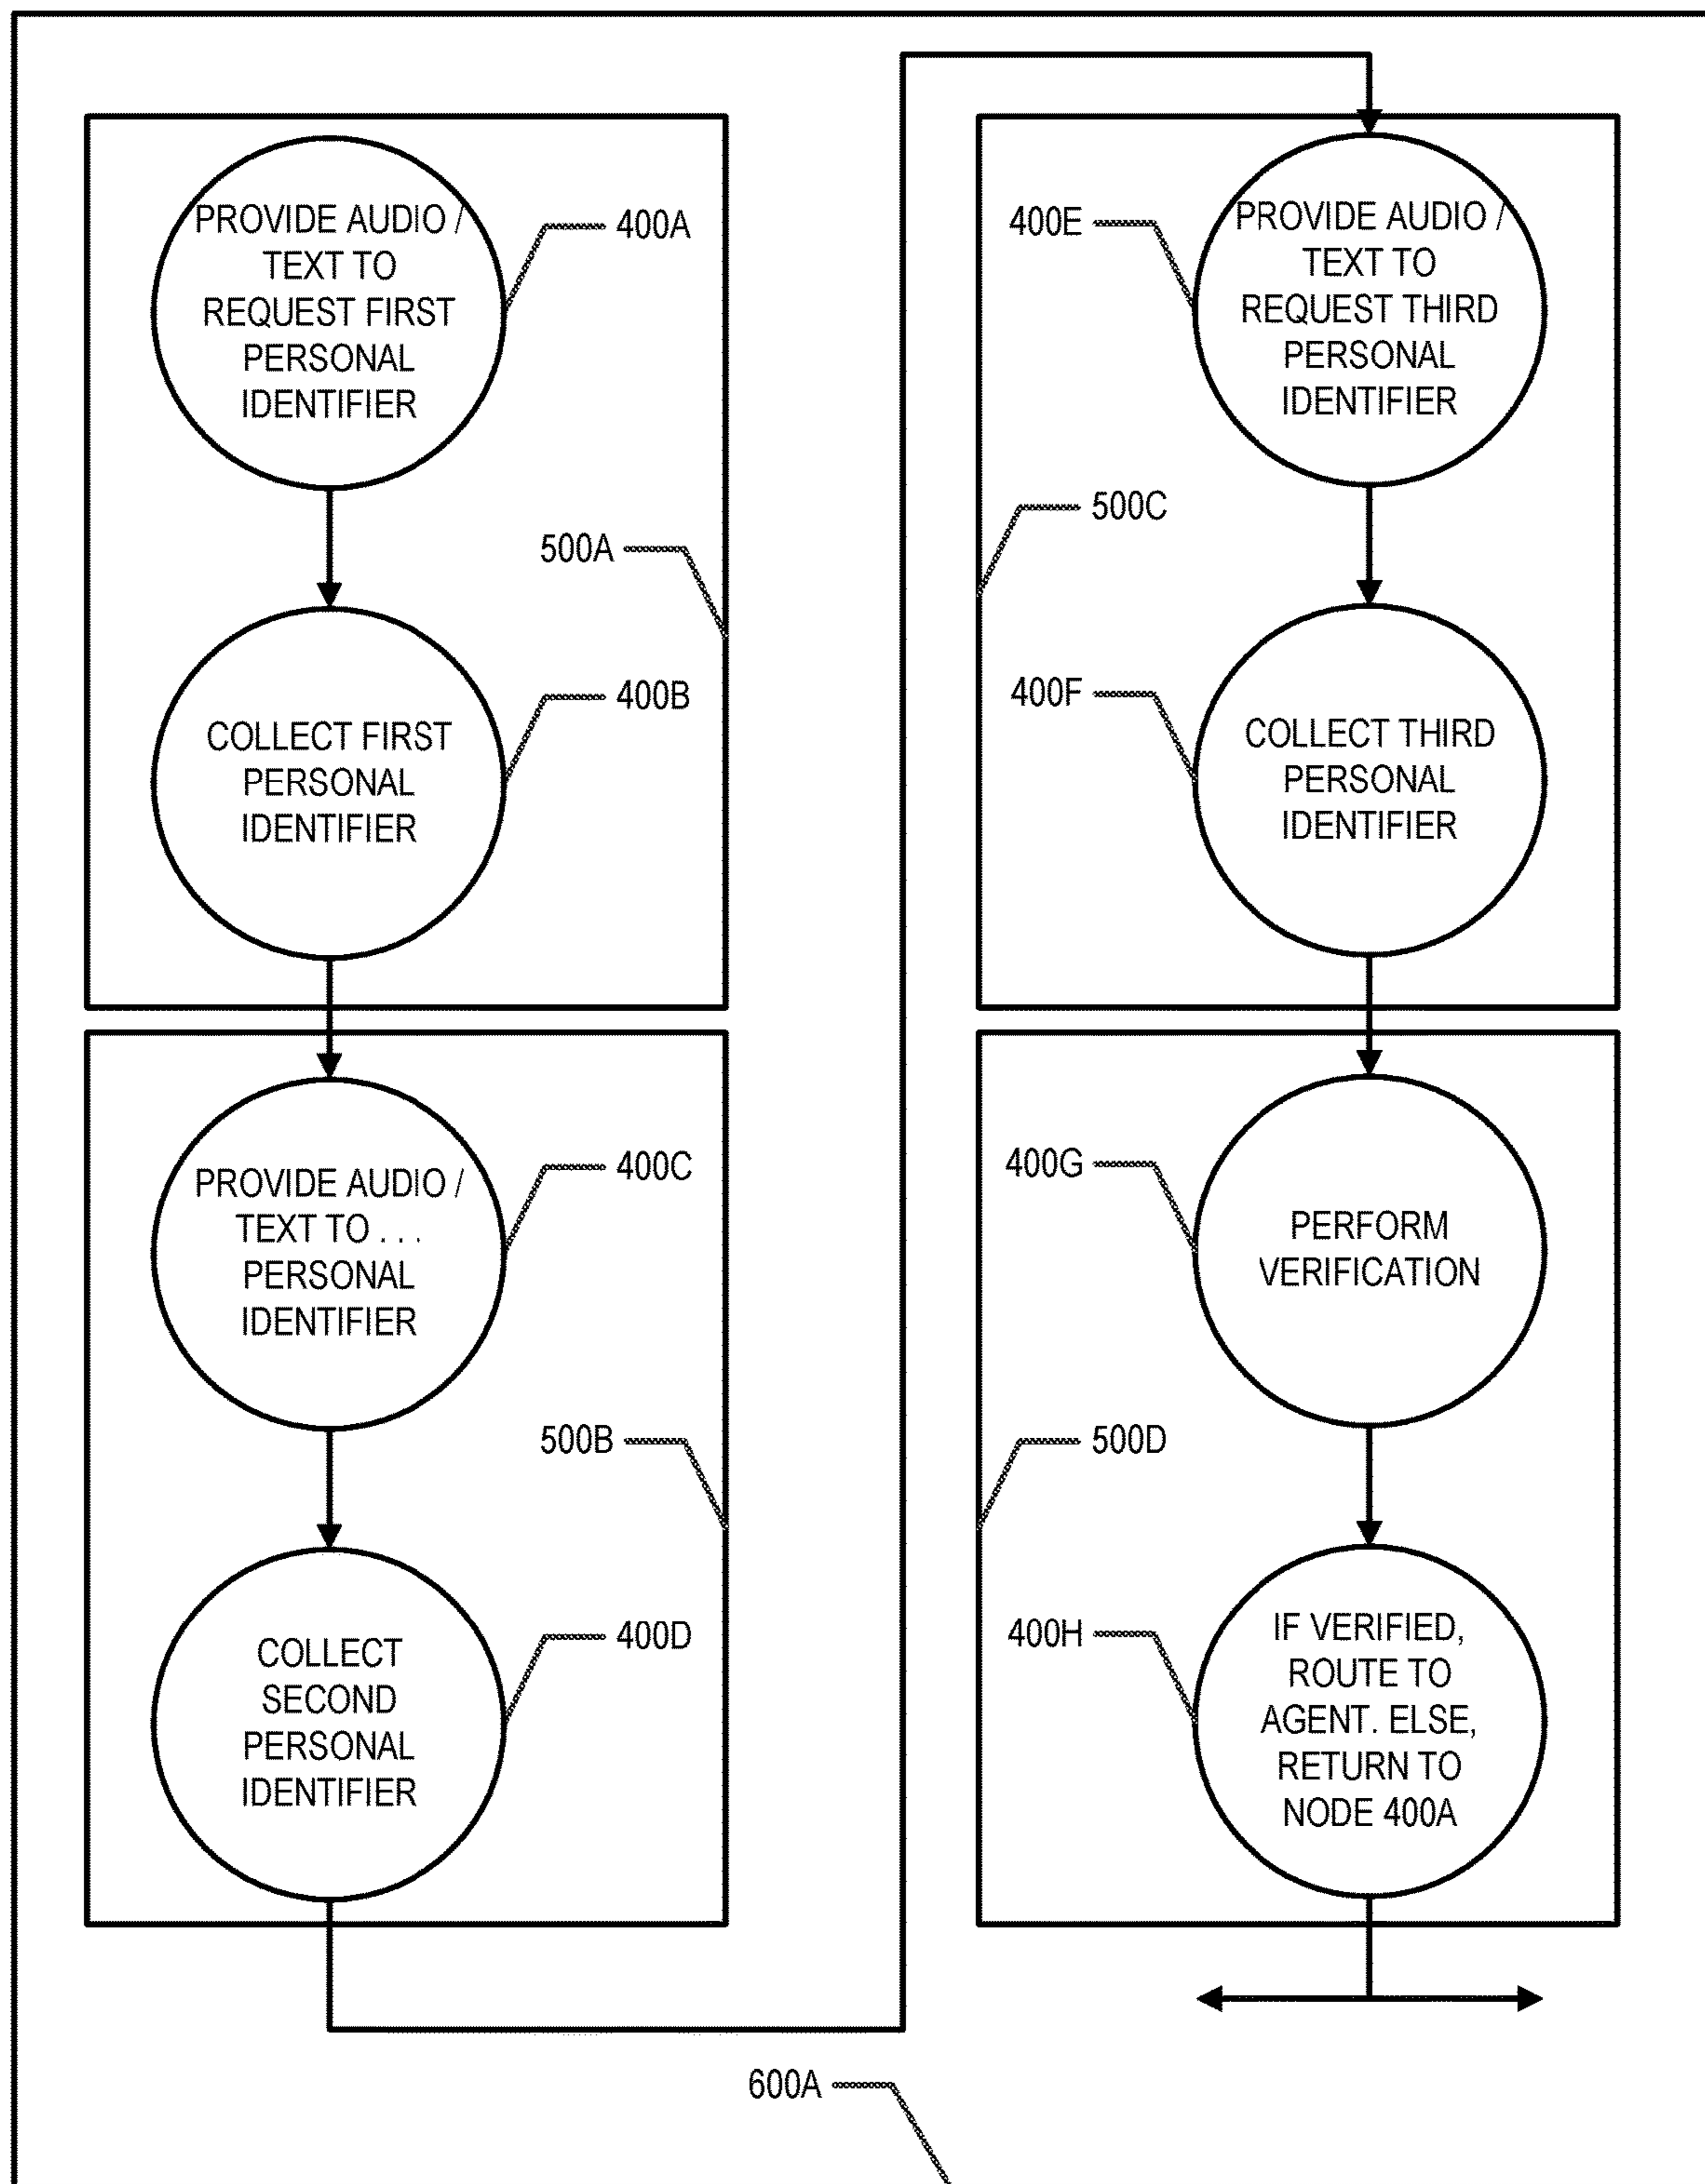 PROVIDE AUDIO /
TEXT TO
REQUEST FIRST
PERSONAL
IDENTIFIER
400A
500A
COLLECT FIRST
PERSONAL
IDENTIFIER
400B
PROVIDE AUDIO /
TEXT TO . . .
PERSONAL
IDENTIFIER
400C
500B
COLLECT
SECOND
PERSONAL
IDENTIFIER
400D
400E
PROVIDE AUDIO /
TEXT TO
REQUEST THIRD
PERSONAL
IDENTIFIER
500C
400F
COLLECT THIRD
PERSONAL
IDENTIFIER
400G
PERFORM
VERIFICATION
500D
400H
IF VERIFIED,
ROUTE TO
AGENT. ELSE,
RETURN TO
NODE 400A
600A